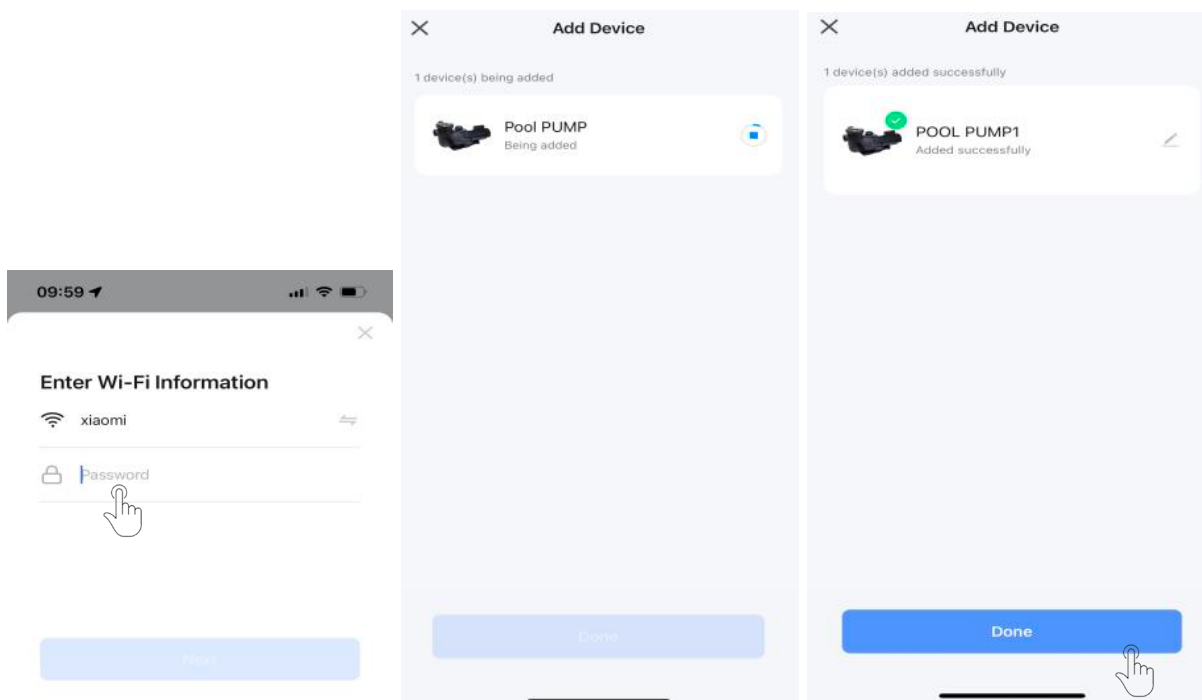 09:59
Enter Wi-Fi Information
xiaomi
Password
Next
Add Device
1 device(s) being added
Pool PUMP
Being added
Done
Add Device
1 device(s) added successfully
POOL PUMP1
Added successfully
Done